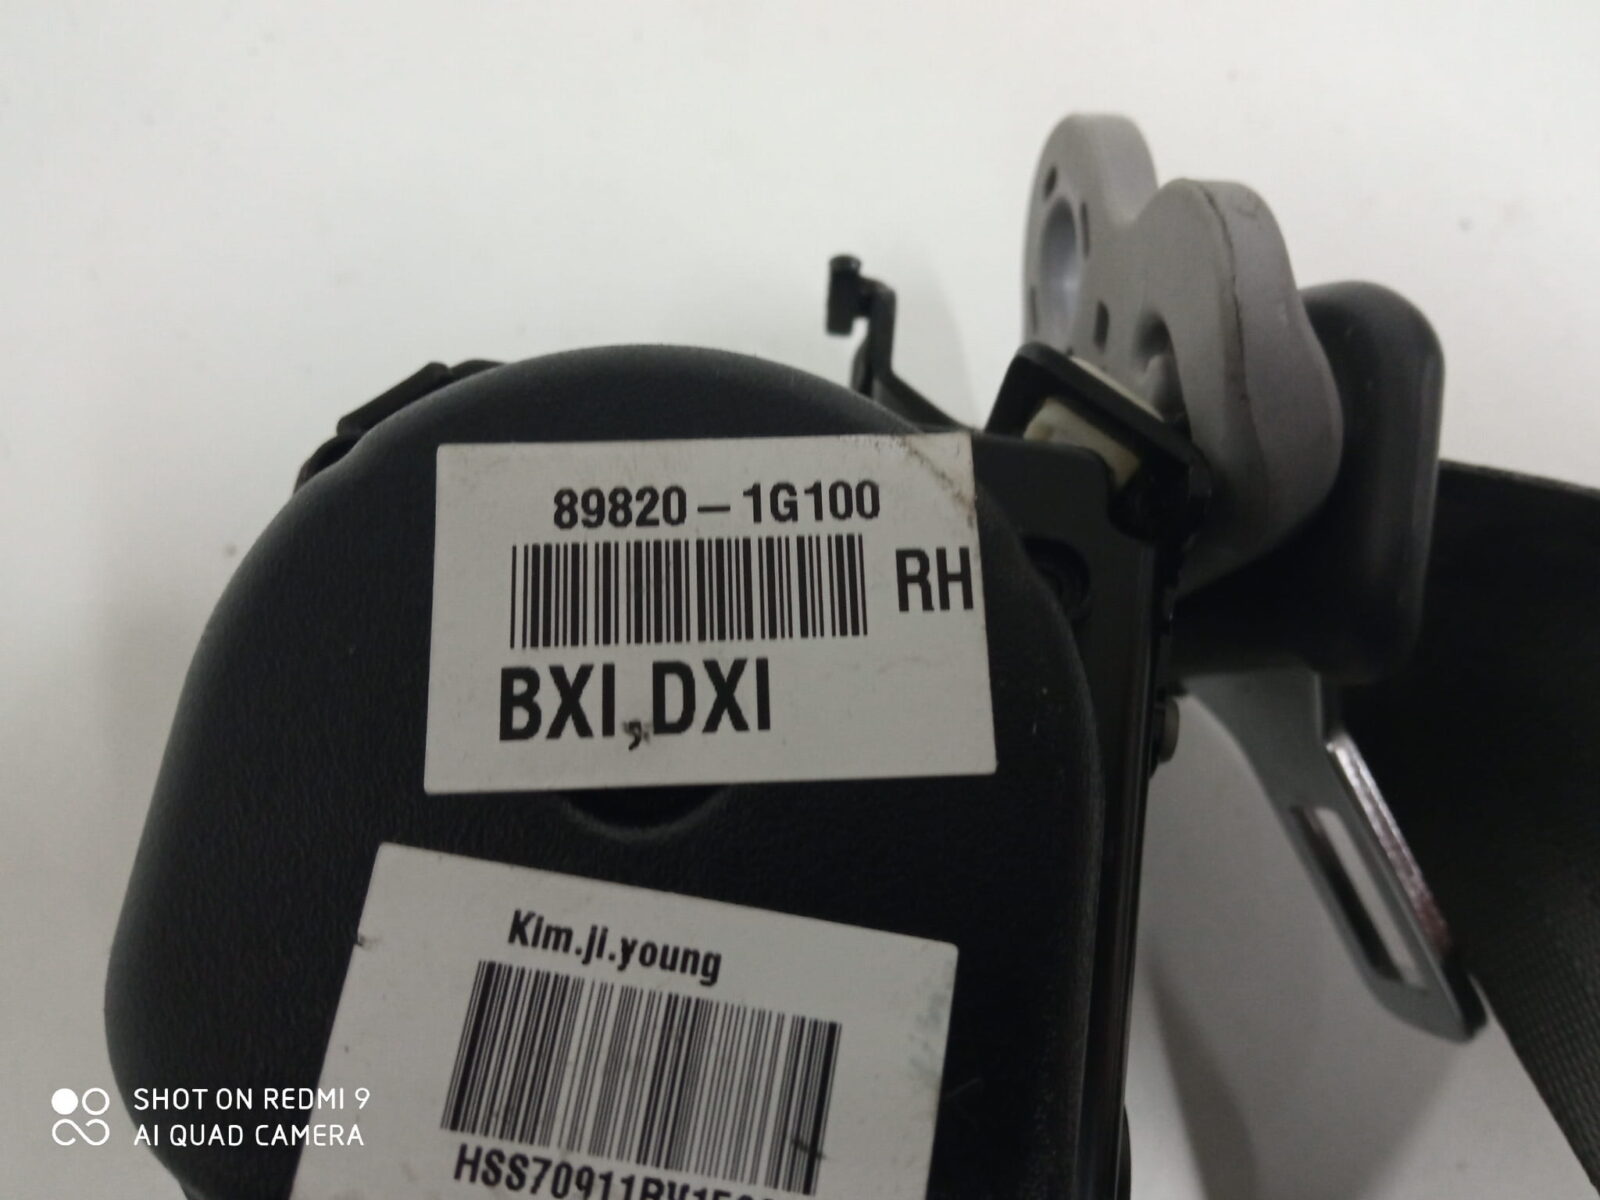 89820-1G100
RH
BXI,DXI
Kim.ji.young
SHOT ON REDMI 9
AI QUAD CAMERA